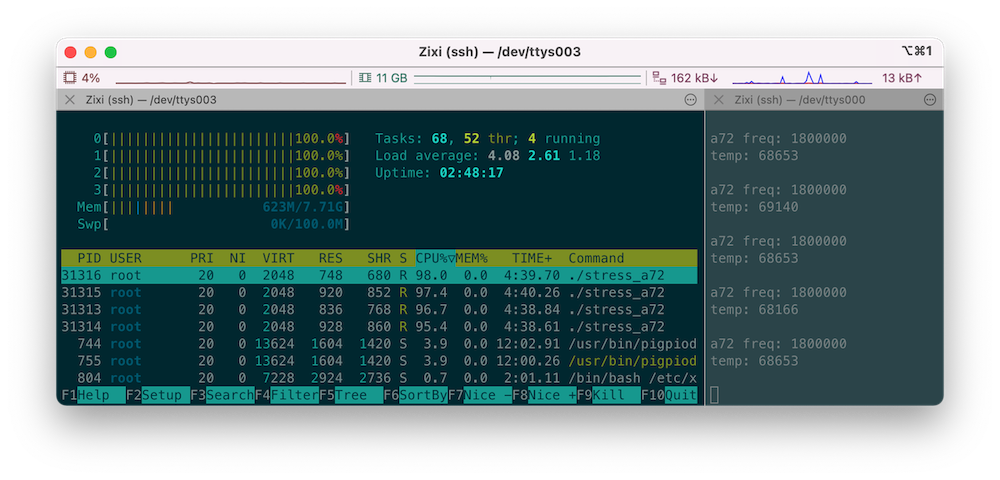 Zixi (ssh) — /dev/ttys003
⌥⌘1
4%
11 GB
162 kB↓
13 kB↑
Zixi (ssh) — /dev/ttys003
0[||||||||||||||||||||||||100.0%]
1[||||||||||||||||||||||||100.0%]
2[||||||||||||||||||||||||100.0%]
3[||||||||||||||||||||||||100.0%]
Mem[|||||||| 623M/7.71G]
Swp[ 0K/100.0M]
Tasks: 68, 52 thr; 4 running
Load average: 4.08 2.61 1.18
Uptime: 02:48:17
PID USER PRI NI VIRT RES SHR S CPU%▽MEM% TIME+ Command
31316 root 20 0 2048 748 680 R 98.0 0.0 4:39.70 ./stress_a72
31315 root 20 0 2048 920 852 R 97.4 0.0 4:40.26 ./stress_a72
31313 root 20 0 2048 836 768 R 96.7 0.0 4:38.84 ./stress_a72
31314 root 20 0 2048 928 860 R 95.4 0.0 4:38.61 ./stress_a72
744 root 20 0 13624 1604 1420 S 3.9 0.0 12:02.91 /usr/bin/pigpiod
755 root 20 0 13624 1604 1420 S 3.9 0.0 12:00.26 /usr/bin/pigpiod
804 root 20 0 7228 2924 2736 S 0.7 0.0 2:01.11 /bin/bash /etc/x
F1Help F2Setup F3SearchF4FilterF5Tree F6SortByF7Nice -F8Nice +F9Kill F10Quit
Zixi (ssh) — /dev/ttys000
a72 freq: 1800000
temp: 68653
a72 freq: 1800000
temp: 69140
a72 freq: 1800000
temp: 68653
a72 freq: 1800000
temp: 68166
a72 freq: 1800000
temp: 68653